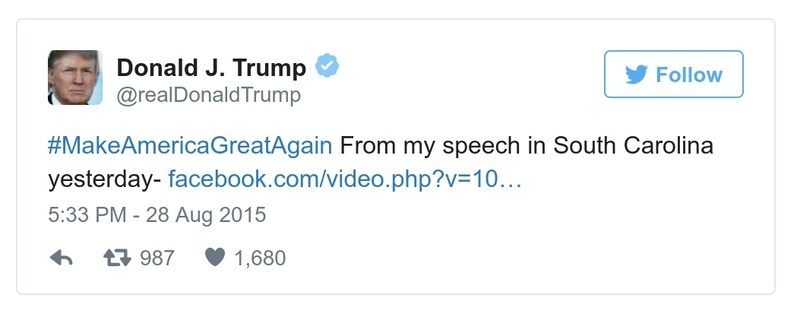 Donald J. Trump
@realDonaldTrump
Follow
#MakeAmericaGreatAgain From my speech in South Carolina
yesterday- facebook.com/video.php?v=10…
5:33 PM - 28 Aug 2015
987 1,680